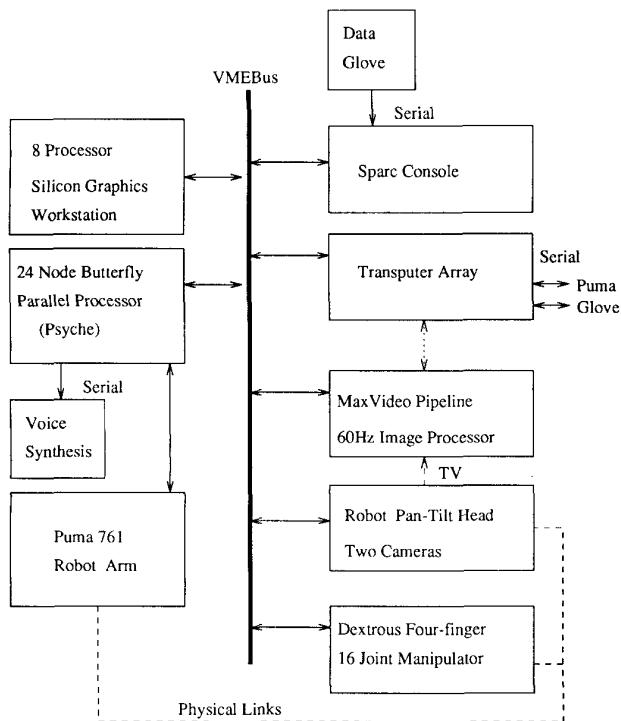 Data
Glove
VMEBus
Serial
8 Processor
Silicon Graphics
Workstation
Sparc Console
24 Node Butterfly
Parallel Processor
(Psyche)
Transputer Array
Serial
Puma
Glove
Serial
Voice
Synthesis
MaxVideo Pipeline
60Hz Image Processor
TV
Puma 761
Robot Arm
Robot Pan-Tilt Head
Two Cameras
Dextrous Four-finger
16 Joint Manipulator
Physical Links